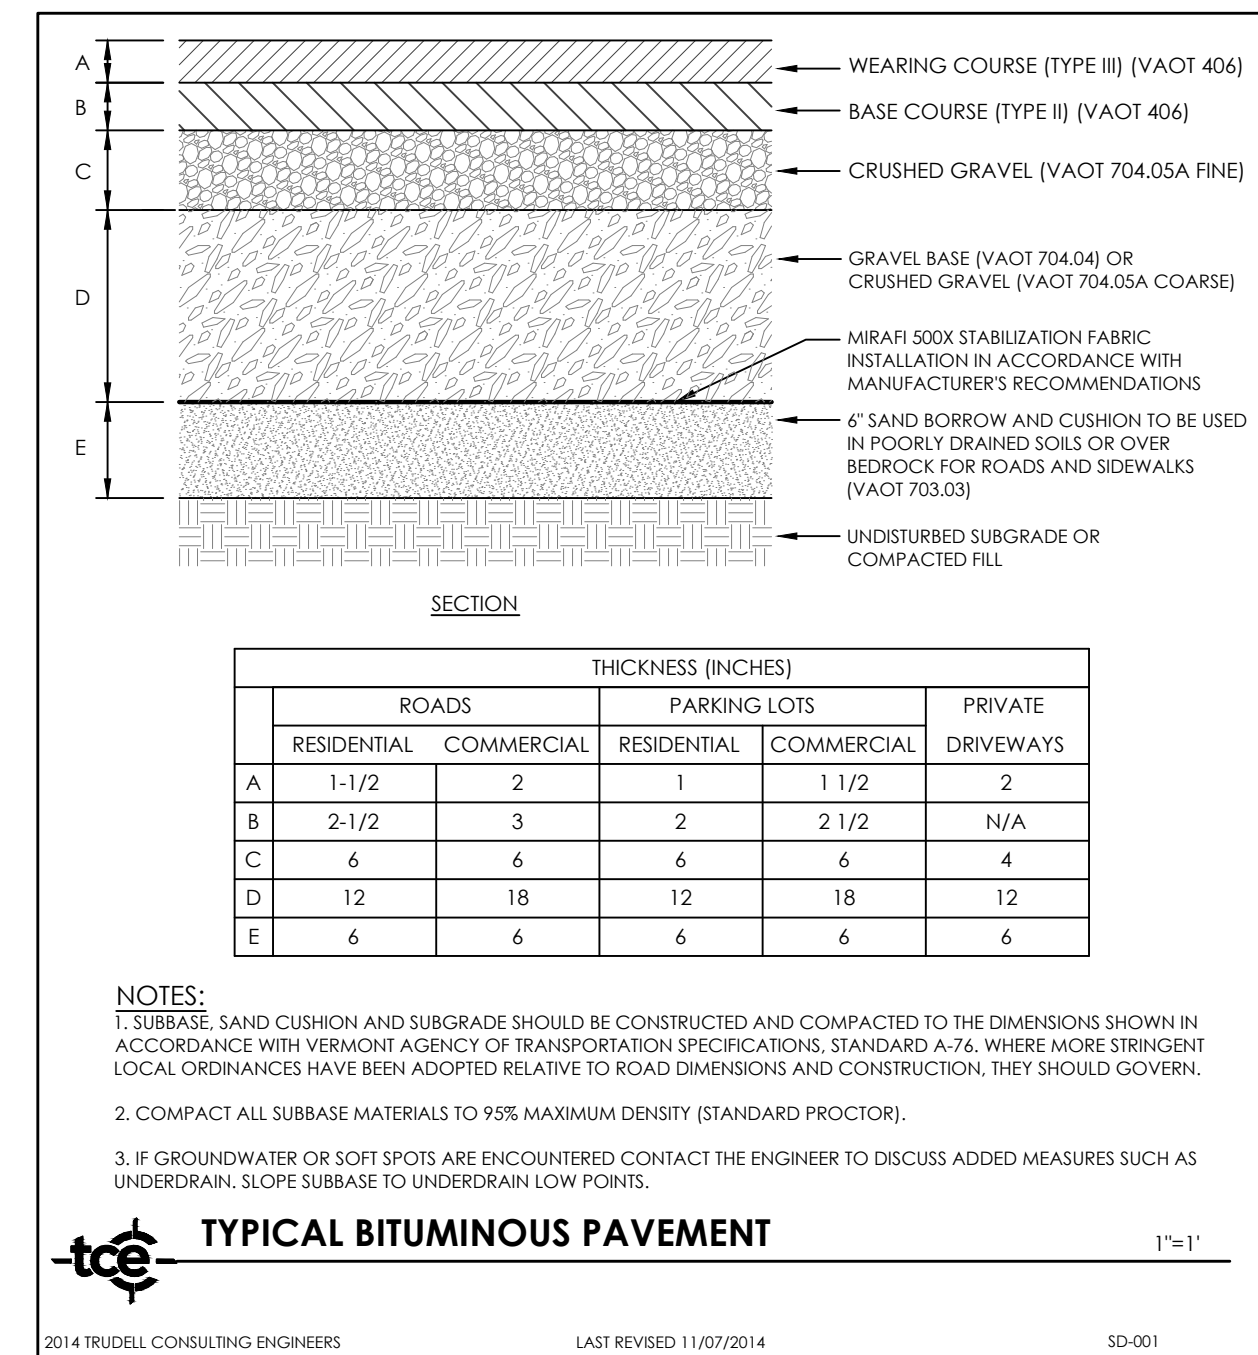 A
WEARING COURSE (TYPE III) (VAOT 406)
B
BASE COURSE (TYPE II) (VAOT 406)
C
CRUSHED GRAVEL (VAOT 704.05A FINE)
D
GRAVEL BASE (VAOT 704.04) OR
CRUSHED GRAVEL (VAOT 704.05A COARSE)
MIRAFI 500X STABILIZATION FABRIC
INSTALLATION IN ACCORDANCE WITH
MANUFACTURER'S RECOMMENDATIONS
E
6" SAND BORROW AND CUSHION TO BE USED
IN POORLY DRAINED SOILS OR OVER
BEDROCK FOR ROADS AND SIDEWALKS
(VAOT 703.03)
UNDISTURBED SUBGRADE OR
COMPACTED FILL
SECTION
THICKNESS (INCHES)
ROADS PARKING LOTS PRIVATE
RESIDENTIAL COMMERCIAL RESIDENTIAL COMMERCIAL DRIVEWAYS
A 1-1/2 2 1 1 1/2 2
B 2-1/2 3 2 2 1/2 N/A
C 6 6 6 6 4
D 12 18 12 18 12
E 6 6 6 6 6
NOTES:
1. SUBBASE, SAND CUSHION AND SUBGRADE SHOULD BE CONSTRUCTED AND COMPACTED TO THE DIMENSIONS SHOWN IN
ACCORDANCE WITH VERMONT AGENCY OF TRANSPORTATION SPECIFICATIONS, STANDARD A-76. WHERE MORE STRINGENT
LOCAL ORDINANCES HAVE BEEN ADOPTED RELATIVE TO ROAD DIMENSIONS AND CONSTRUCTION, THEY SHOULD GOVERN.
2. COMPACT ALL SUBBASE MATERIALS TO 95% MAXIMUM DENSITY (STANDARD PROCTOR).
3. IF GROUNDWATER OR SOFT SPOTS ARE ENCOUNTERED CONTACT THE ENGINEER TO DISCUSS ADDED MEASURES SUCH AS
UNDERDRAIN. SLOPE SUBBASE TO UNDERDRAIN LOW POINTS.
tce
TYPICAL BITUMINOUS PAVEMENT
1"=1'
2014 TRUDELL CONSULTING ENGINEERS LAST REVISED 11/07/2014 SD-001